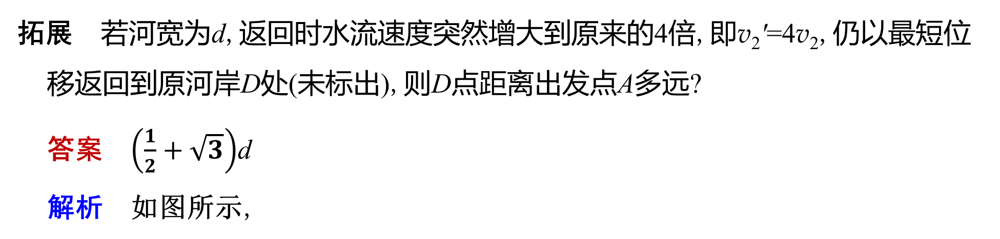 拓展 若河宽为d, 返回时水流速度突然增大到原来的4倍, 即v₂′=4v₂, 仍以最短位
移返回到原河岸D处(未标出), 则D点距离出发点A多远?
答案 (1/2 + √3)d
解析 如图所示,